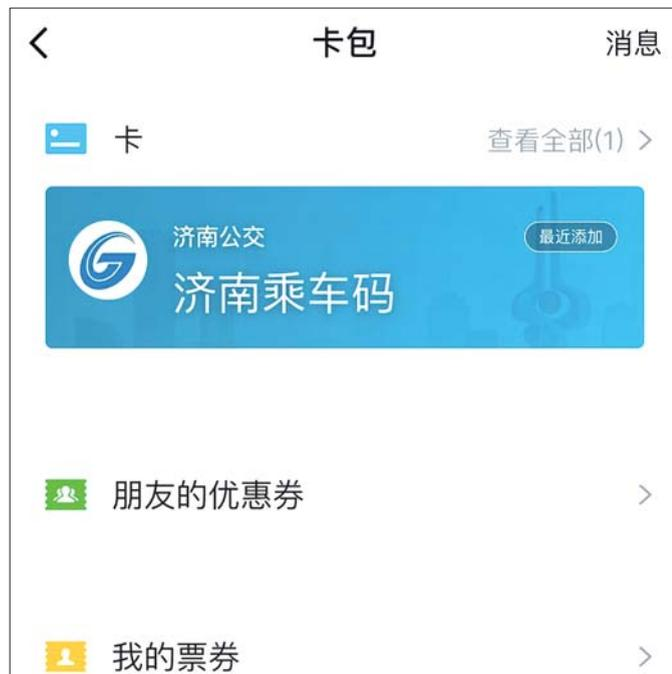 卡包 消息
卡 查看全部(1)
济南公交 最近添加
济南乘车码
朋友的优惠券
我的票券